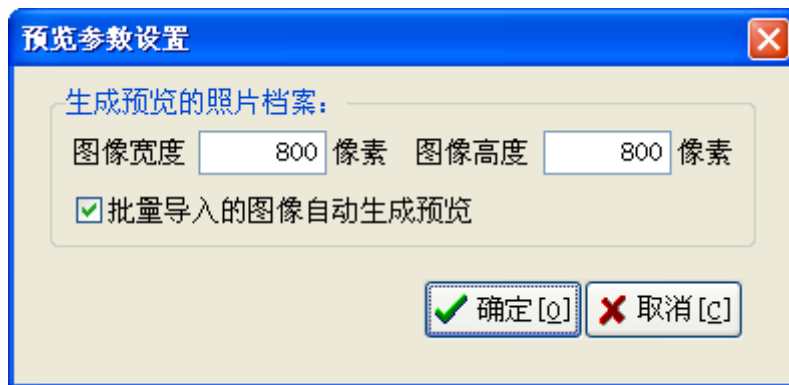 预览参数设置
生成预览的照片档案：
图像宽度 800 像素 图像高度 800 像素
批量导入的图像自动生成预览
确定[O] 取消[C]